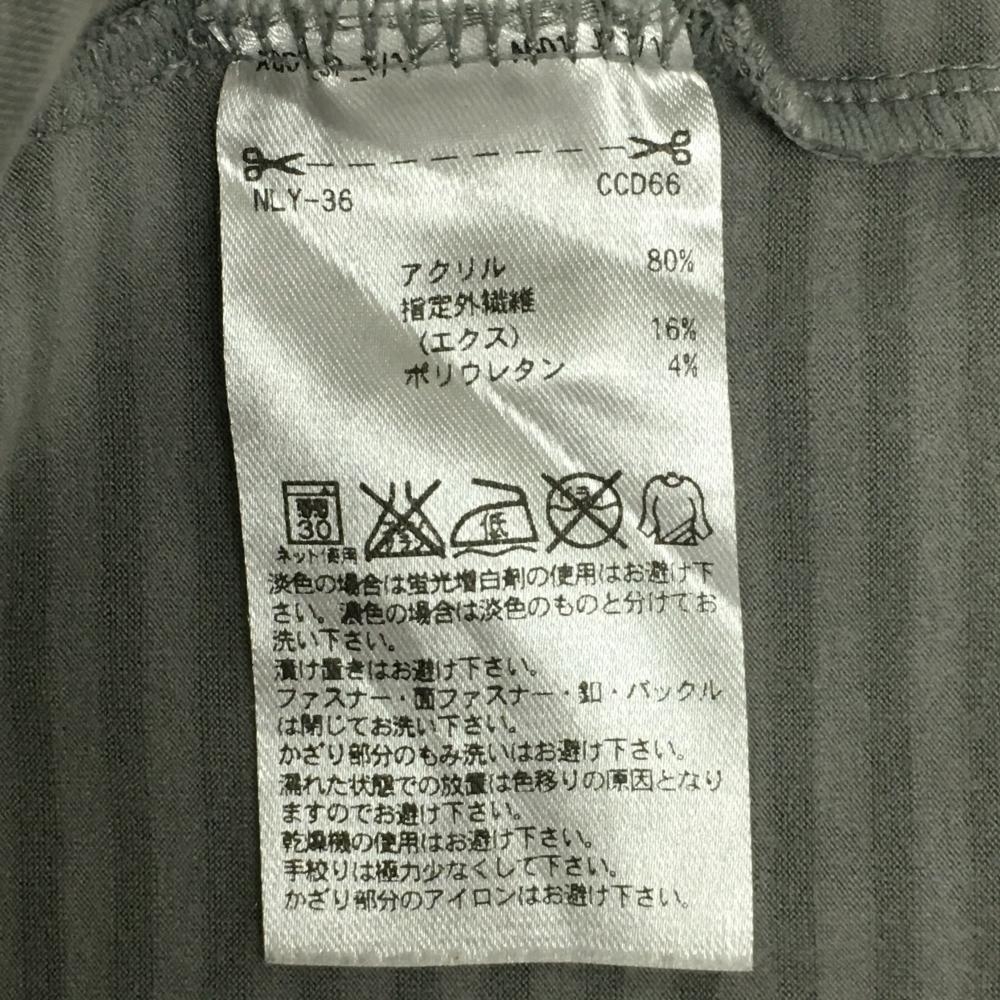 NLY-36 CCD66
アクリル 80%
指定外繊維
(エクス) 16%
ポリウレタン 4%
弱
30
ネット使用
低
淡色の場合は蛍光増白剤の使用はお避け下
さい。濃色の場合は淡色のものと分けてお
洗い下さい。
漬け置きはお避け下さい。
ファスナー・面ファスナー・釦・バックル
は閉じてお洗い下さい。
かざり部分のもみ洗いはお避け下さい。
濡れた状態での放置は色移りの原因となり
ますのでお避け下さい。
乾燥機の使用はお避け下さい。
手絞りは極力少なくして下さい。
かざり部分のアイロンはお避け下さい。